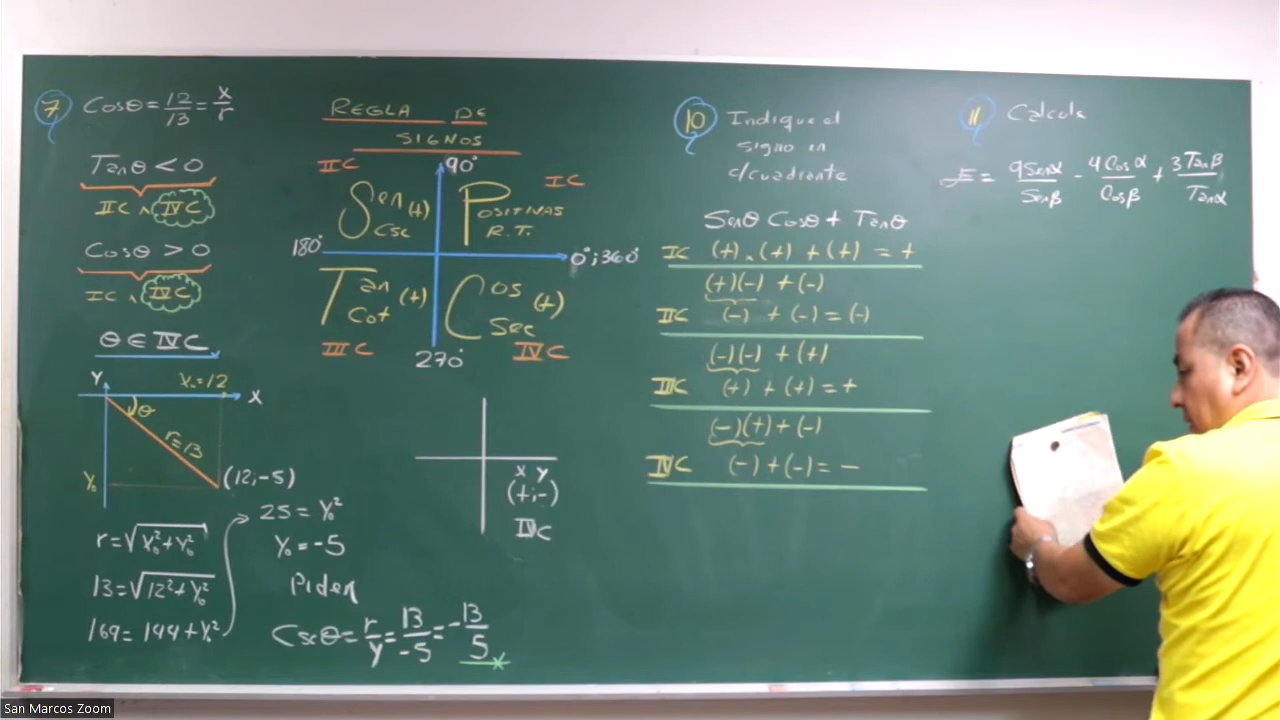 7 Cosθ = 12/13 = x/r
Tanθ < 0
IIC ∧ IVC
Cosθ > 0
IC ∧ IVC
θ ∈ IVC
Y
X₀=12
X
θ
r=13
Y₀
(12;-5)
r=√(X₀²+Y₀²)
13=√(12²+Y₀²)
169=144+Y₀²
25 = Y₀²
Y₀=-5
Piden
Cscθ = r/y = 13/-5 = -13/5
REGLA DE
SIGNOS
IIC
90°
IC
Sen (+)
Csc
POSITIVAS
R.T.
180°
0°;360°
Tan (+)
Cot
Cos (+)
Sec
IIIC
270°
IVC
X Y
(+;-)
IVC
10 Indique el
signo en
c/cuadrante
Senθ Cosθ + Tanθ
IC (+).(+) + (+) = +
(+)(-) + (-)
IIC (-) + (-) = (-)
(-)(-) + (+)
IIIC (+) + (+) = +
(-)(+) + (-)
IVC (-) + (-) = -
11 Calcule
E = 9Senα/Senβ - 4Cosα/Cosβ + 3Tanβ/Tanα
San Marcos Zoom